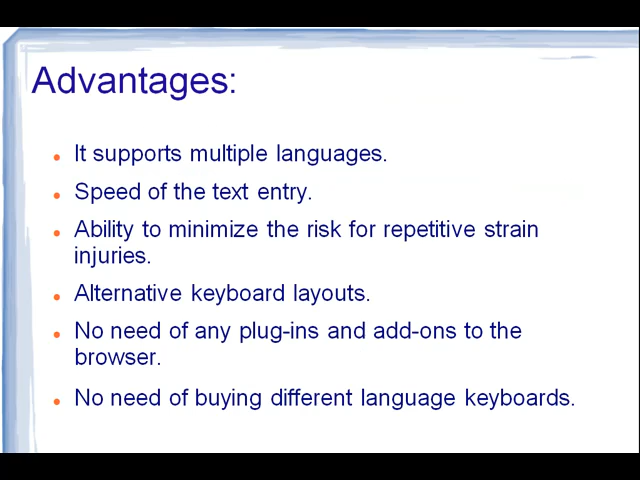 Advantages:
It supports multiple languages.
Speed of the text entry.
Ability to minimize the risk for repetitive strain
injuries.
Alternative keyboard layouts.
No need of any plug-ins and add-ons to the
browser.
No need of buying different language keyboards.